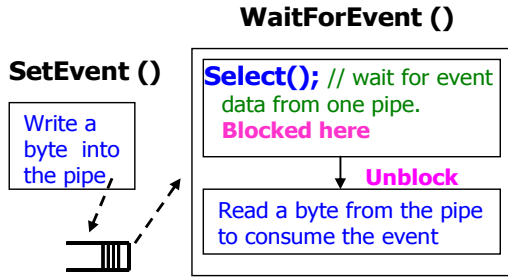 WaitForEvent ()
SetEvent ()
Write a
byte into
the pipe
Select(); // wait for event
data from one pipe.
Blocked here
Unblock
Read a byte from the pipe
to consume the event